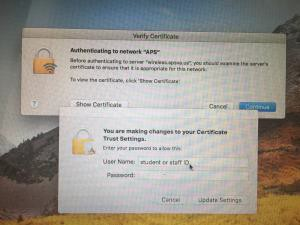 Verify Certificate
Authenticating to network "APS"
Before authenticating to server "wireless.apsva.us", you should examine the server's
certificate to ensure that it is appropriate for this network.
To view the certificate, click 'Show Certificate'.
?
Show Certificate
Cancel
Continue
You are making changes to your Certificate
Trust Settings.
Enter your password to allow this.
User Name: student or staff ID
Password:
Cancel
Update Settings